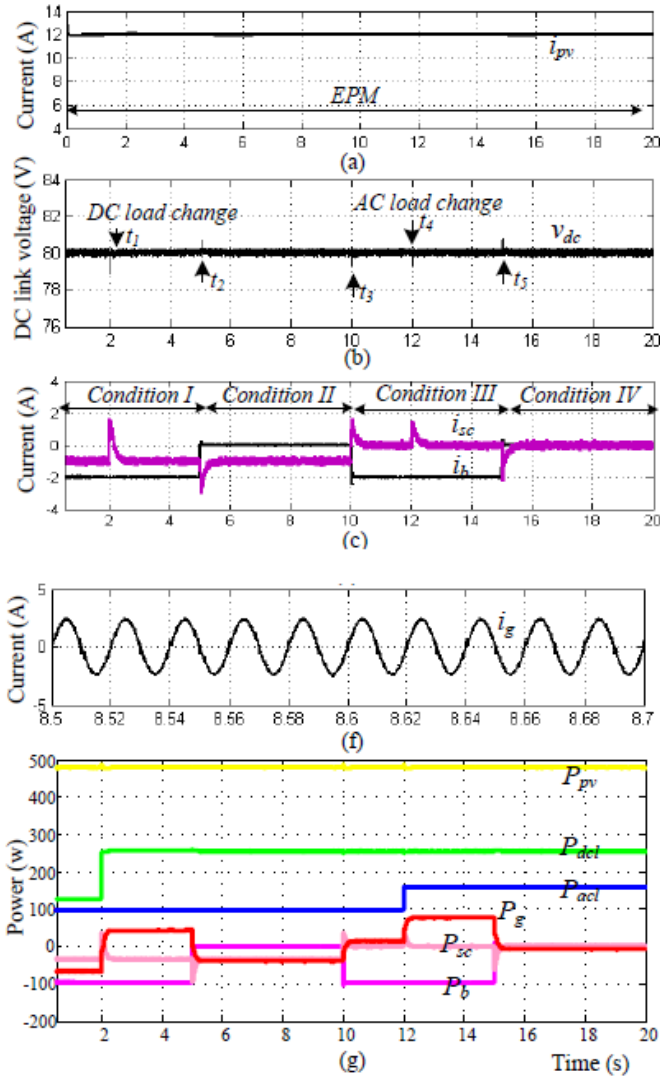 Current (A)
14
12
10
8
6
4
i_pv
EPM
0 2 4 6 8 10 12 14 16 18 20
(a)
DC link voltage (V)
84
82
80
78
76
DC load change
t_1
AC load change
t_4
v_dc
t_2
t_3
t_5
2 4 6 8 10 12 14 16 18 20
(b)
Current (A)
4
2
0
-2
-4
Condition I
Condition II
Condition III
Condition IV
i_sc
i_b
2 4 6 8 10 12 14 16 18 20
(c)
Current (A)
5
0
-5
i_g
8.5 8.52 8.54 8.56 8.58 8.6 8.62 8.64 8.66 8.68 8.7
(f)
Power (w)
500
400
300
200
100
0
-100
-200
P_pv
P_dcl
P_acl
P_g
P_sc
P_b
2 4 6 8 10 12 14 16 18 20
(g)
Time (s)